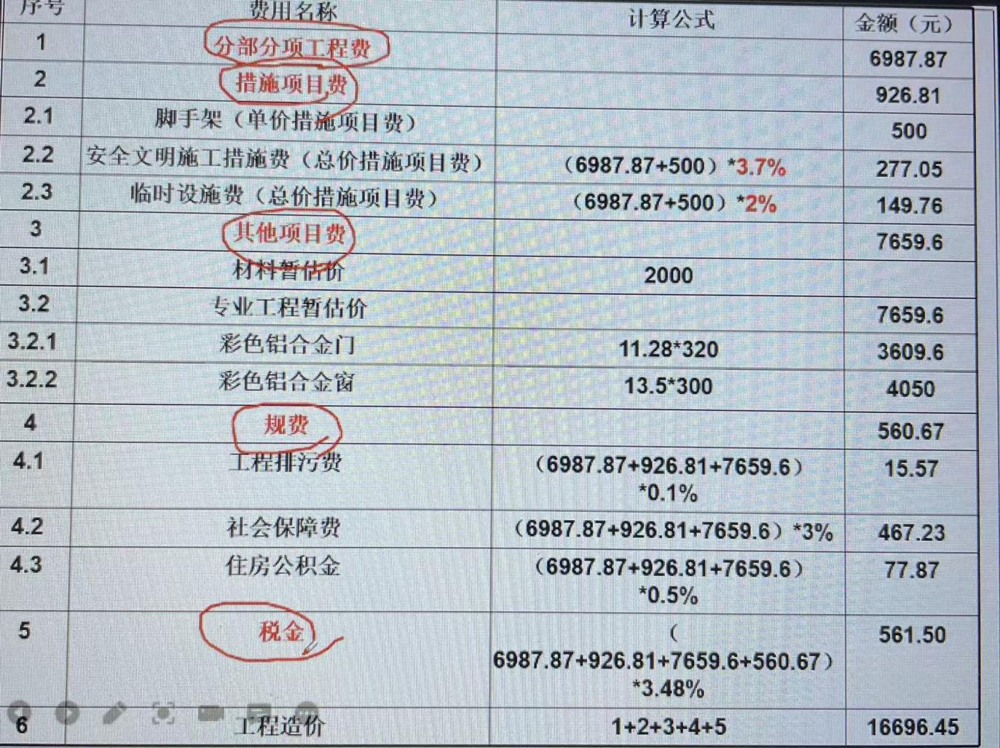 序号 费用名称 计算公式 金额（元）
1 分部分项工程费 6987.87
2 措施项目费 926.81
2.1 脚手架（单价措施项目费） 500
2.2 安全文明施工措施费（总价措施项目费） （6987.87+500）*3.7% 277.05
2.3 临时设施费（总价措施项目费） （6987.87+500）*2% 149.76
3 其他项目费 7659.6
3.1 材料暂估价 2000
3.2 专业工程暂估价 7659.6
3.2.1 彩色铝合金门 11.28*320 3609.6
3.2.2 彩色铝合金窗 13.5*300 4050
4 规费 560.67
4.1 工程排污费 （6987.87+926.81+7659.6） 15.57
*0.1%
4.2 社会保障费 （6987.87+926.81+7659.6）*3% 467.23
4.3 住房公积金 （6987.87+926.81+7659.6） 77.87
*0.5%
5 税金 （ 561.50
6987.87+926.81+7659.6+560.67）
*3.48%
6 工程造价 1+2+3+4+5 16696.45